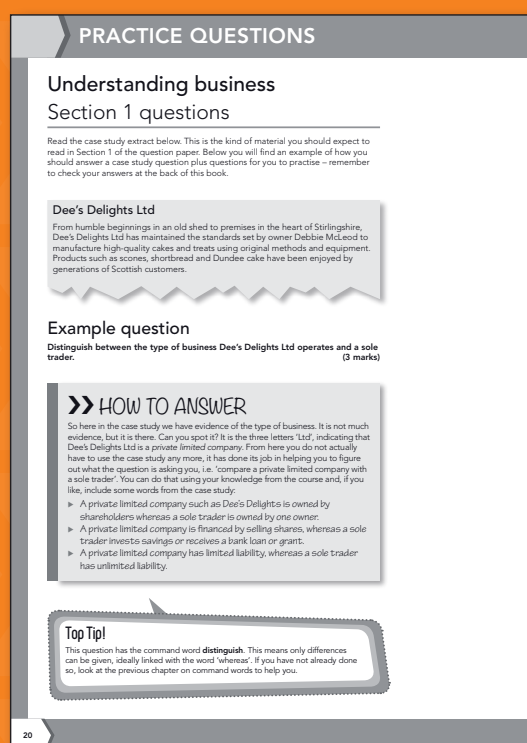 PRACTICE QUESTIONS
Understanding business
Section 1 questions
Read the case study extract below. This is the kind of material you should expect to
read in Section 1 of the question paper. Below you will find an example of how you
should answer a case study question plus questions for you to practise – remember
to check your answers at the back of this book.
Dee's Delights Ltd
From humble beginnings in an old shed to premises in the heart of Stirlingshire,
Dee's Delights Ltd has maintained the standards set by owner Debbie McLeod to
manufacture high-quality cakes and treats using original methods and equipment.
Products such as scones, shortbread and Dundee cake have been enjoyed by
generations of Scottish customers.
Example question
Distinguish between the type of business Dee's Delights Ltd operates and a sole
trader. (3 marks)
HOW TO ANSWER
So here in the case study we have evidence of the type of business. It is not much
evidence, but it is there. Can you spot it? It is the three letters 'Ltd', indicating that
Dee's Delights Ltd is a private limited company. From here you do not actually
have to use the case study any more, it has done its job in helping you to figure
out what the question is asking you, i.e. 'compare a private limited company with
a sole trader'. You can do that using your knowledge from the course and, if you
like, include some words from the case study:
A private limited company such as Dee's Delights is owned by
shareholders whereas a sole trader is owned by one owner.
A private limited company is financed by selling shares, whereas a sole
trader invests savings or receives a bank loan or grant.
A private limited company has limited liability, whereas a sole trader
has unlimited liability.
Top Tip!
This question has the command word distinguish. This means only differences
can be given, ideally linked with the word 'whereas'. If you have not already done
so, look at the previous chapter on command words to help you.
20